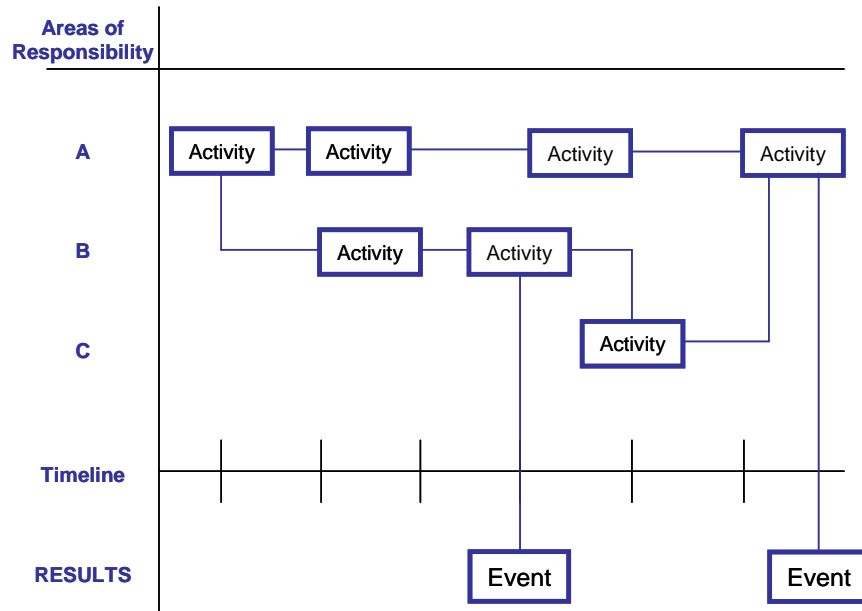 Areas of
Responsibility
A
Activity
Activity
Activity
Activity
B
Activity
Activity
C
Activity
Timeline
RESULTS
Event
Event